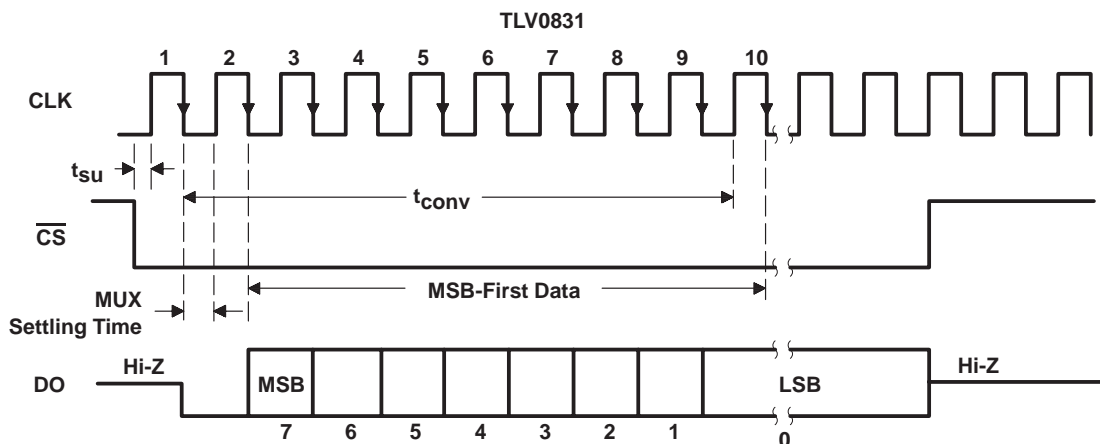 TLV0831
1 2 3 4 5 6 7 8 9 10
CLK
tsu
tconv
CS
MSB-First Data
MUX
Settling Time
Hi-Z
Hi-Z
DO
MSB
LSB
7 6 5 4 3 2 1 0